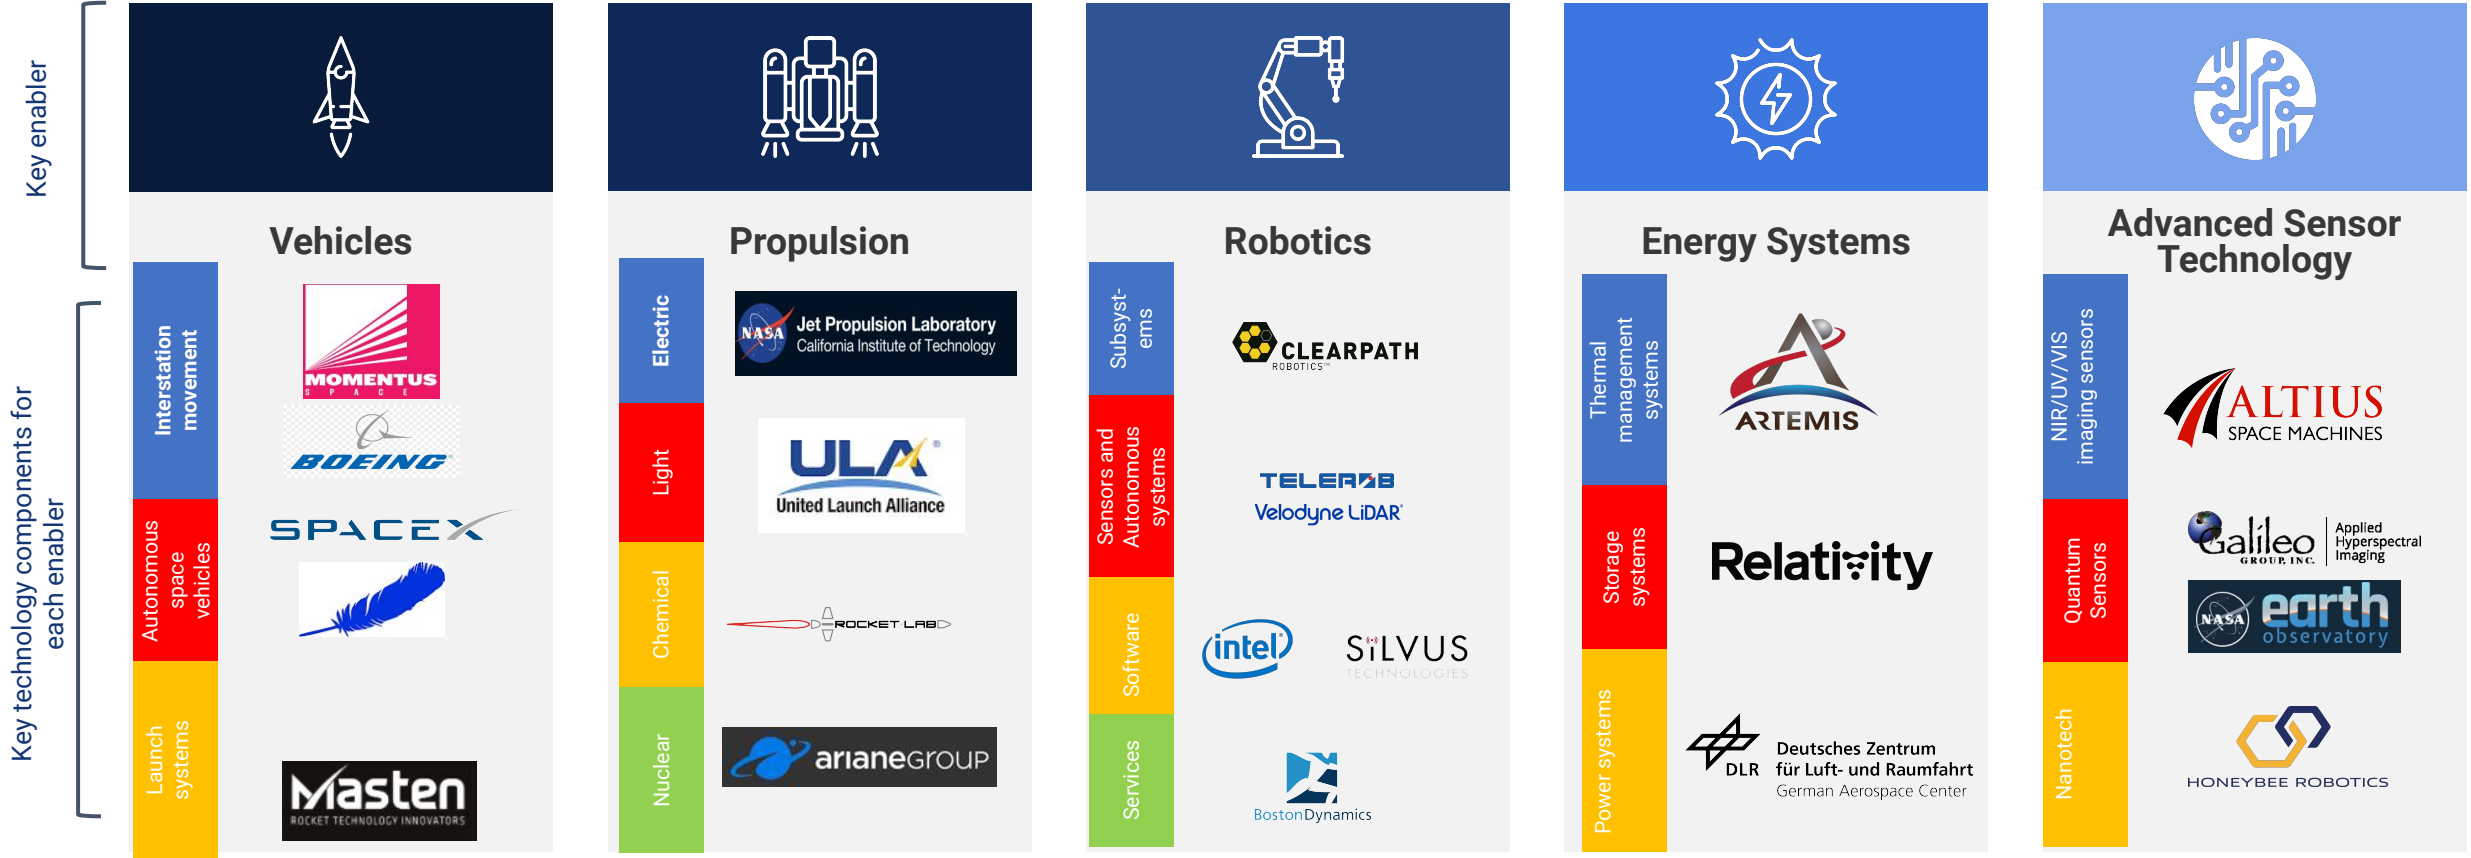 Key enabler
Key technology components for
each enabler
Vehicles
Interstation
movement
MOMENTUS
SPACE
BOEING
Autonomous
space
vehicles
SPACEX
Launch
systems
Masten
ROCKET TECHNOLOGY INNOVATORS
Propulsion
Electric
NASA
Jet Propulsion Laboratory
California Institute of Technology
Light
ULA®
United Launch Alliance
Chemical
ROCKET LAB
Nuclear
arianeGROUP
Robotics
Subsyst-
ems
CLEARPATH
ROBOTICS™
Sensors and
Autonomous
systems
TELEROB
Velodyne LiDAR®
Software
intel®
SiLVUS
TECHNOLOGIES
Services
BostonDynamics
Energy Systems
Thermal
management
systems
ARTEMIS
Storage
systems
Relativity
Power systems
DLR
Deutsches Zentrum
für Luft- und Raumfahrt
German Aerospace Center
Advanced Sensor
Technology
NIR/UV/VIS
imaging sensors
ALTIUS
SPACE MACHINES
Quantum
Sensors
Galileo
GROUP, INC.
Applied
Hyperspectral
Imaging
NASA
earth
observatory
Nanotech
HONEYBEE ROBOTICS